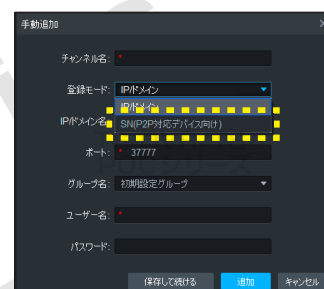 手動追加
チャンネル名: *
登録モード: IP/ドメイン
IP/ドメイン
IP/ドメイン名:
SN(P2P対応デバイス向け)
ポート: * 37777
グループ名: 初期設定グループ
ユーザー名: *
パスワード:
保存して続ける 追加 キャンセル